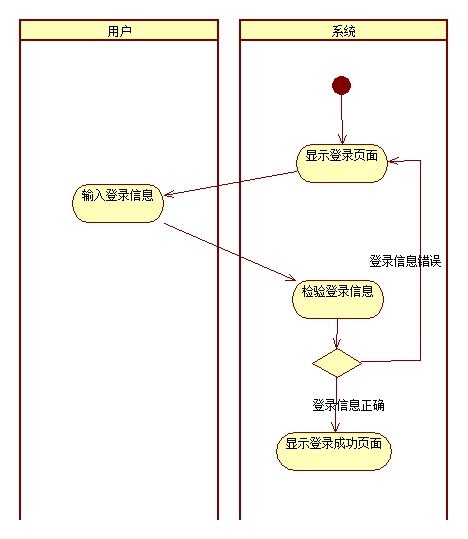 用户
系统
显示登录页面
输入登录信息
登录信息错误
检验登录信息
登录信息正确
显示登录成功页面